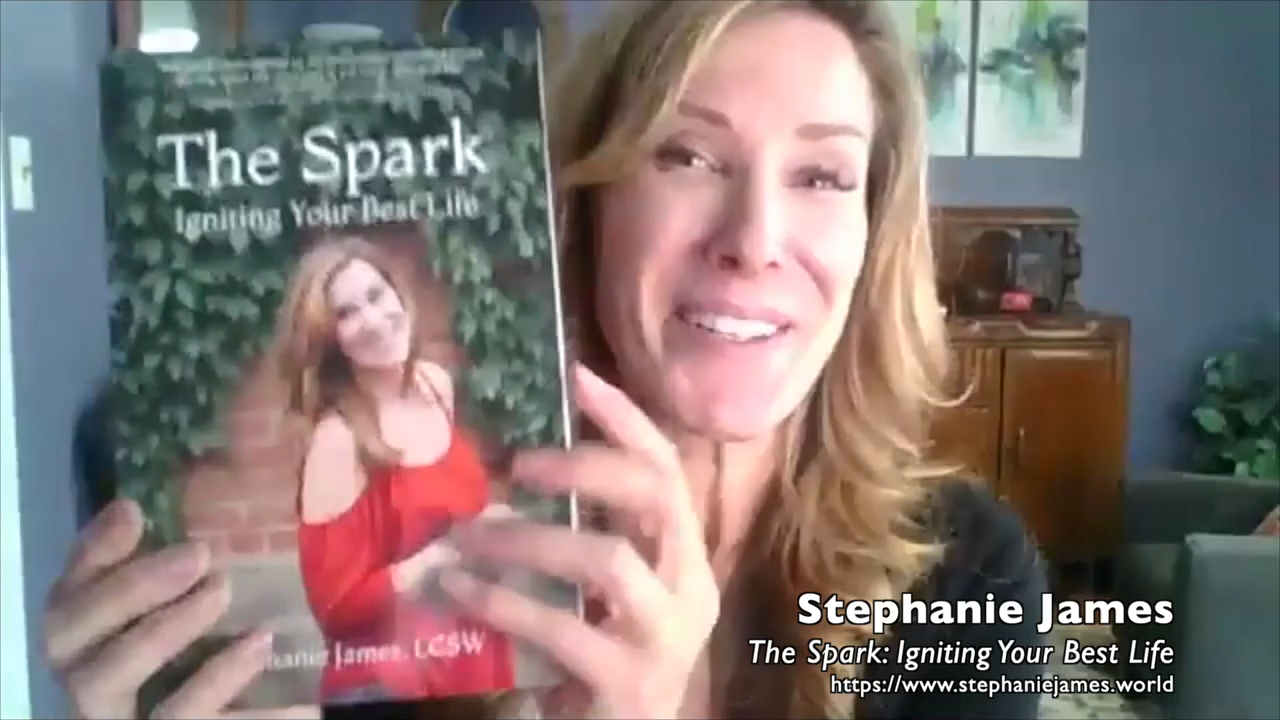 The Spark
Igniting Your Best Life
James, LCSW
Stephanie James
The Spark: Igniting Your Best Life
https://www.stephaniejames.world